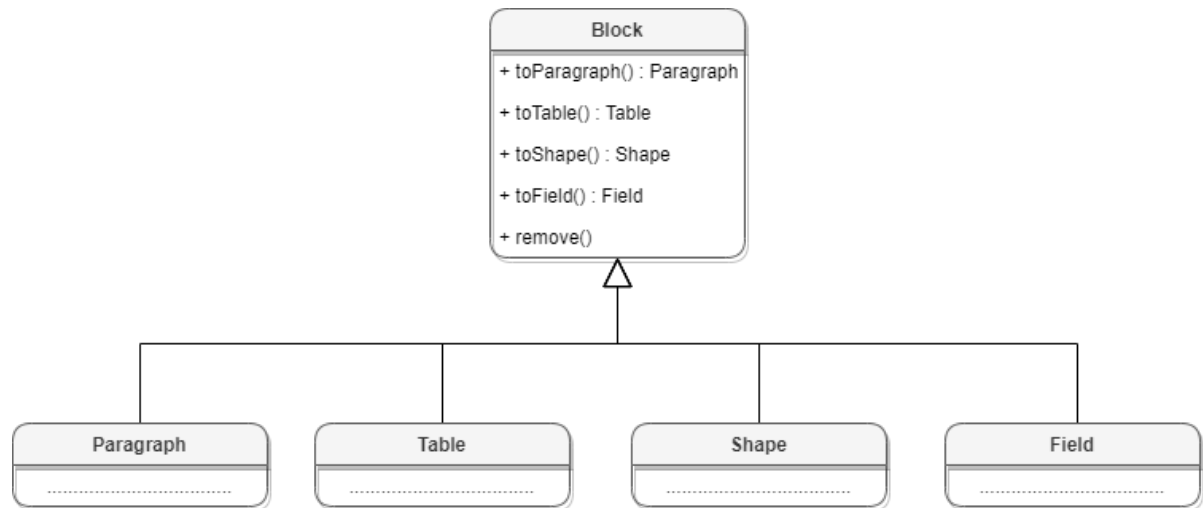 Block
+ toParagraph() : Paragraph
+ toTable() : Table
+ toShape() : Shape
+ toField() : Field
+ remove()
Paragraph
Table
Shape
Field